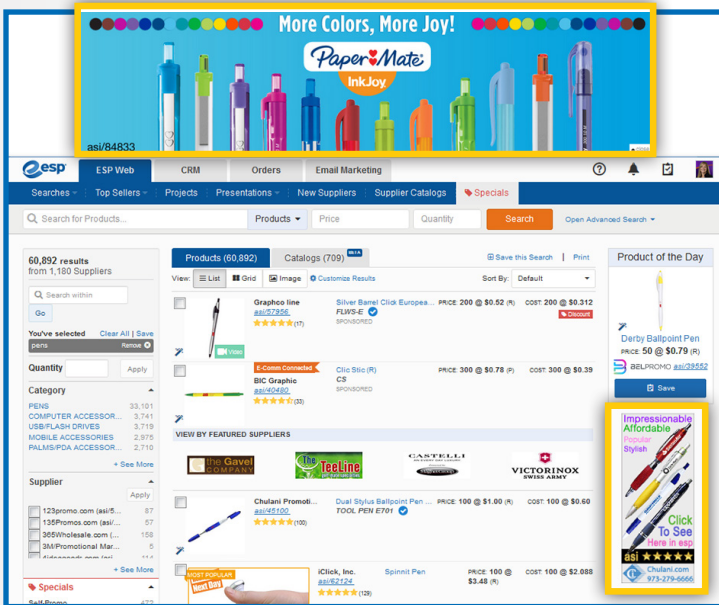 More Colors, More Joy!
Paper Mate
InkJoy
asi/84833
esp
ESP Web
CRM
Orders
Email Marketing
Searches
Top Sellers
Projects
Presentations
New Suppliers
Supplier Catalogs
Specials
Search for Products...
Products
Price
Quantity
Search
Open Advanced Search
60,892 results
from 1,180 Suppliers
Search within
Go
You've selected Clear All | Save
pens Remove
Quantity Apply
Category
PENS 33,101
COMPUTER ACCESSOR... 3,741
USB/FLASH DRIVES 3,719
MOBILE ACCESSORIES 2,975
PALMS/PDA ACCESSOR... 2,710
+ See More
Supplier
Apply
123promo.com (asi/5... 87
135Promos.com (asi/... 57
365Wholesale.com (... 158
3M/Promotional Mar... 5
+ See More
Specials
Self-Promo 472
Products (60,892)
Catalogs (709) BETA
Save this Search | Print
View: List Grid Image Customize Results
Sort By: Default
Graphco line
asi/57956
(17)
Video
Silver Barrel Click Europea...
FLWS-E
SPONSORED
PRICE: 200 @ $0.52 (R)
COST: 200 @ $0.312
Discount
E-Comm Connected
BIC Graphic
asi/40480
(33)
Clic Stic (R)
CS
SPONSORED
PRICE: 300 @ $0.78 (P)
COST: 300 @ $0.39
VIEW BY FEATURED SUPPLIERS
the Gavel COMPANY
The TeeLine
CASTELLI
VICTORINOX
SWISS ARMY
Chulani Promoti...
asi/45100
(100)
Dual Stylus Ballpoint Pen ...
TOOL PEN E701
PRICE: 100 @ $1.00 (R)
COST: 100 @ $0.60
MOST POPULAR
Next Day
iClick, Inc.
asi/62124
(129)
Spinnit Pen
PRICE: 100 @ $3.48 (R)
COST: 100 @ $2.088
Product of the Day
Derby Ballpoint Pen
PRICE: 50 @ $0.79 (R)
BELPROMO asi/39552
Save
Impressionable
Affordable
Popular
Stylish
Click
To See
Here in esp
asi
Chulani.com
973-279-6666